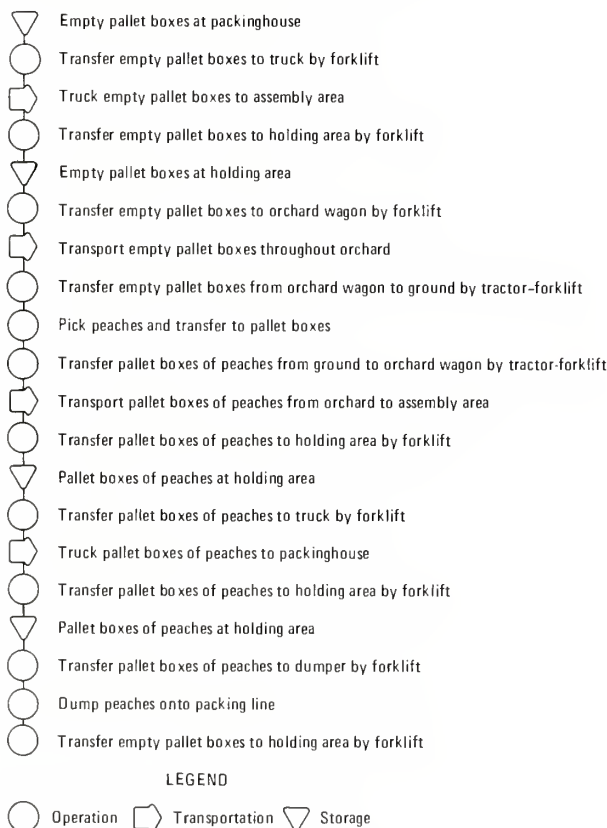 Empty pallet boxes at packinghouse
Transfer empty pallet boxes to truck by forklift
Truck empty pallet boxes to assembly area
Transfer empty pallet boxes to holding area by forklift
Empty pallet boxes at holding area
Transfer empty pallet boxes to orchard wagon by forklift
Transport empty pallet boxes throughout orchard
Transfer empty pallet boxes from orchard wagon to ground by tractor-forklift
Pick peaches and transfer to pallet boxes
Transfer pallet boxes of peaches from ground to orchard wagon by tractor-forklift
Transport pallet boxes of peaches from orchard to assembly area
Transfer pallet boxes of peaches to holding area by forklift
Pallet boxes of peaches at holding area
Transfer pallet boxes of peaches to truck by forklift
Truck pallet boxes of peaches to packinghouse
Transfer pallet boxes of peaches to holding area by forklift
Pallet boxes of peaches at holding area
Transfer pallet boxes of peaches to dumper by forklift
Dump peaches onto packing line
Transfer empty pallet boxes to holding area by forklift
LEGEND
Operation Transportation Storage